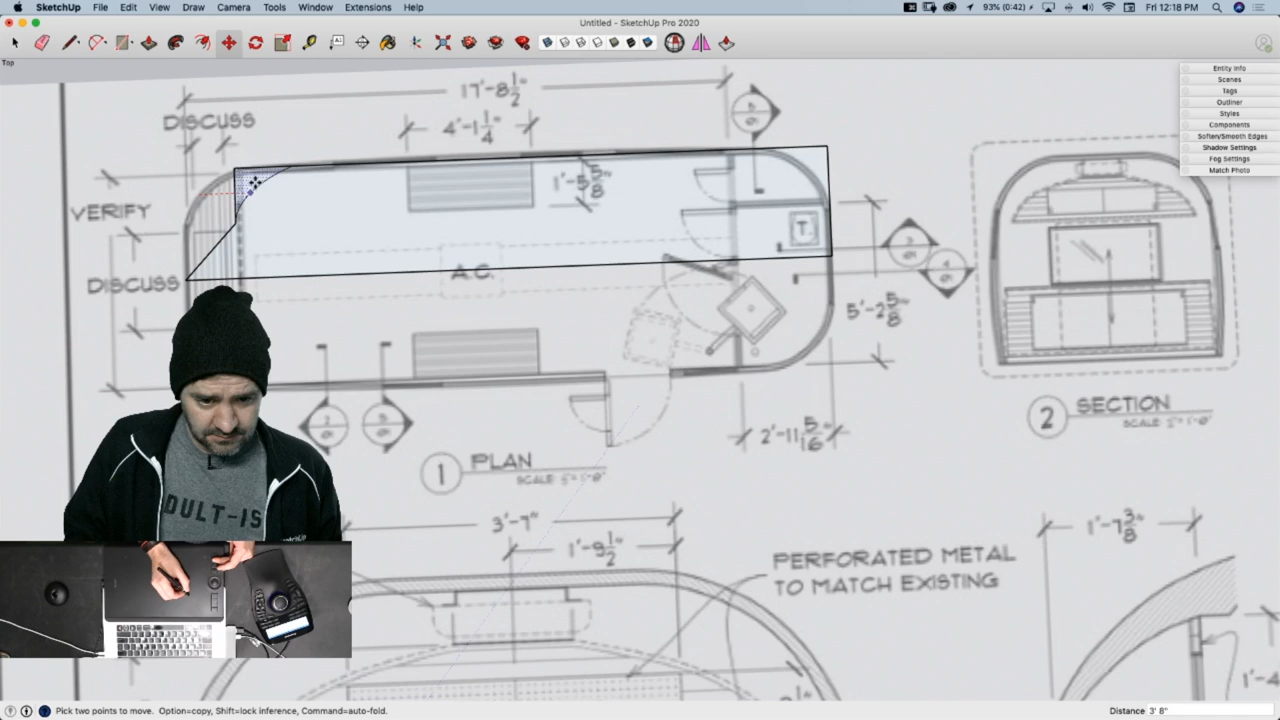 SketchUp File Edit View Draw Camera Tools Window Extensions Help
93% (0:42) Fri 12:18 PM
Untitled - SketchUp Pro 2020
Top
Entity Info
Scenes
Tags
Outliner
Styles
Components
Soften/Smooth Edges
Shadow Settings
Fog Settings
Match Photo
17'-8 1/2"
DISCUSS
4'-1 1/4"
1'-5 5/8
VERIFY
DISCUSS
A.C.
T.
5'-2 5/8"
2'-11 5/16"
1 PLAN
2 SECTION
3'-7"
1'-9 1/2"
1'-7 3/8"
PERFORATED METAL
TO MATCH EXISTING
DULT-IS
Pick two points to move. Option=copy, Shift=lock inference, Command=auto-fold.
Distance 3' 8"